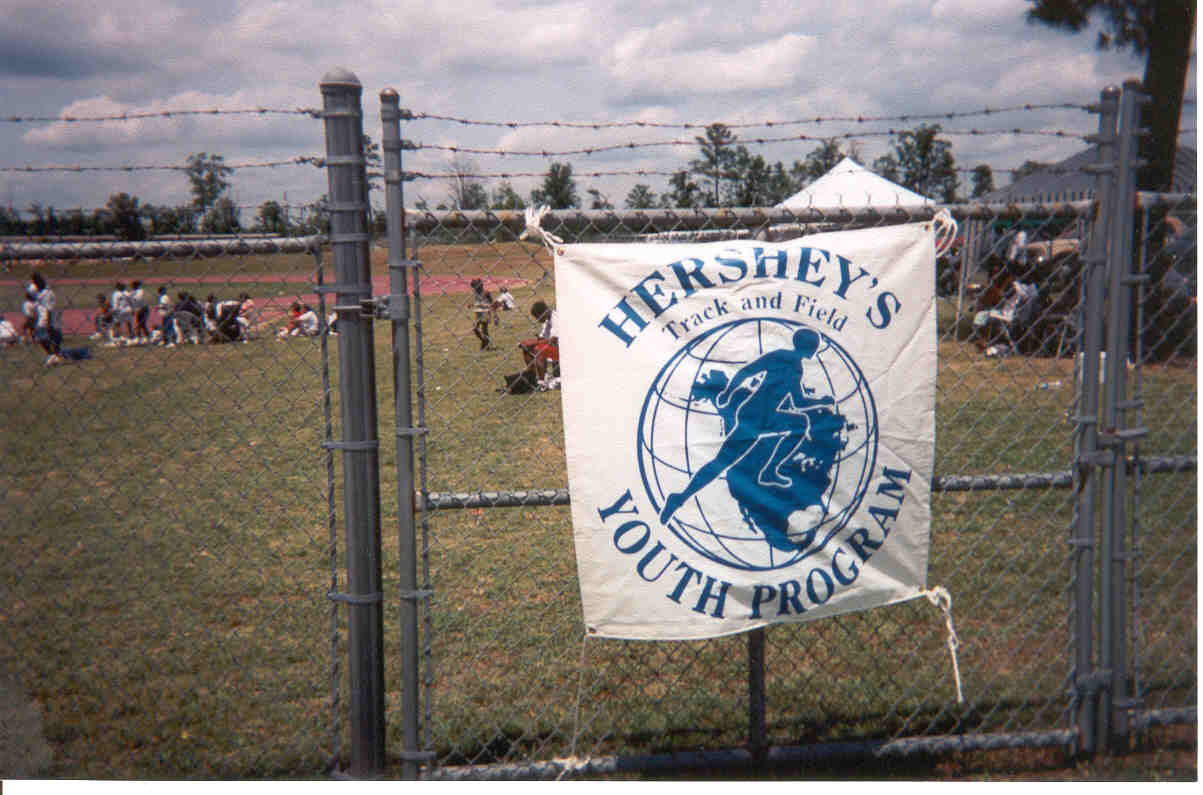 HERSHEY'S
Track and Field
YOUTH PROGRAM